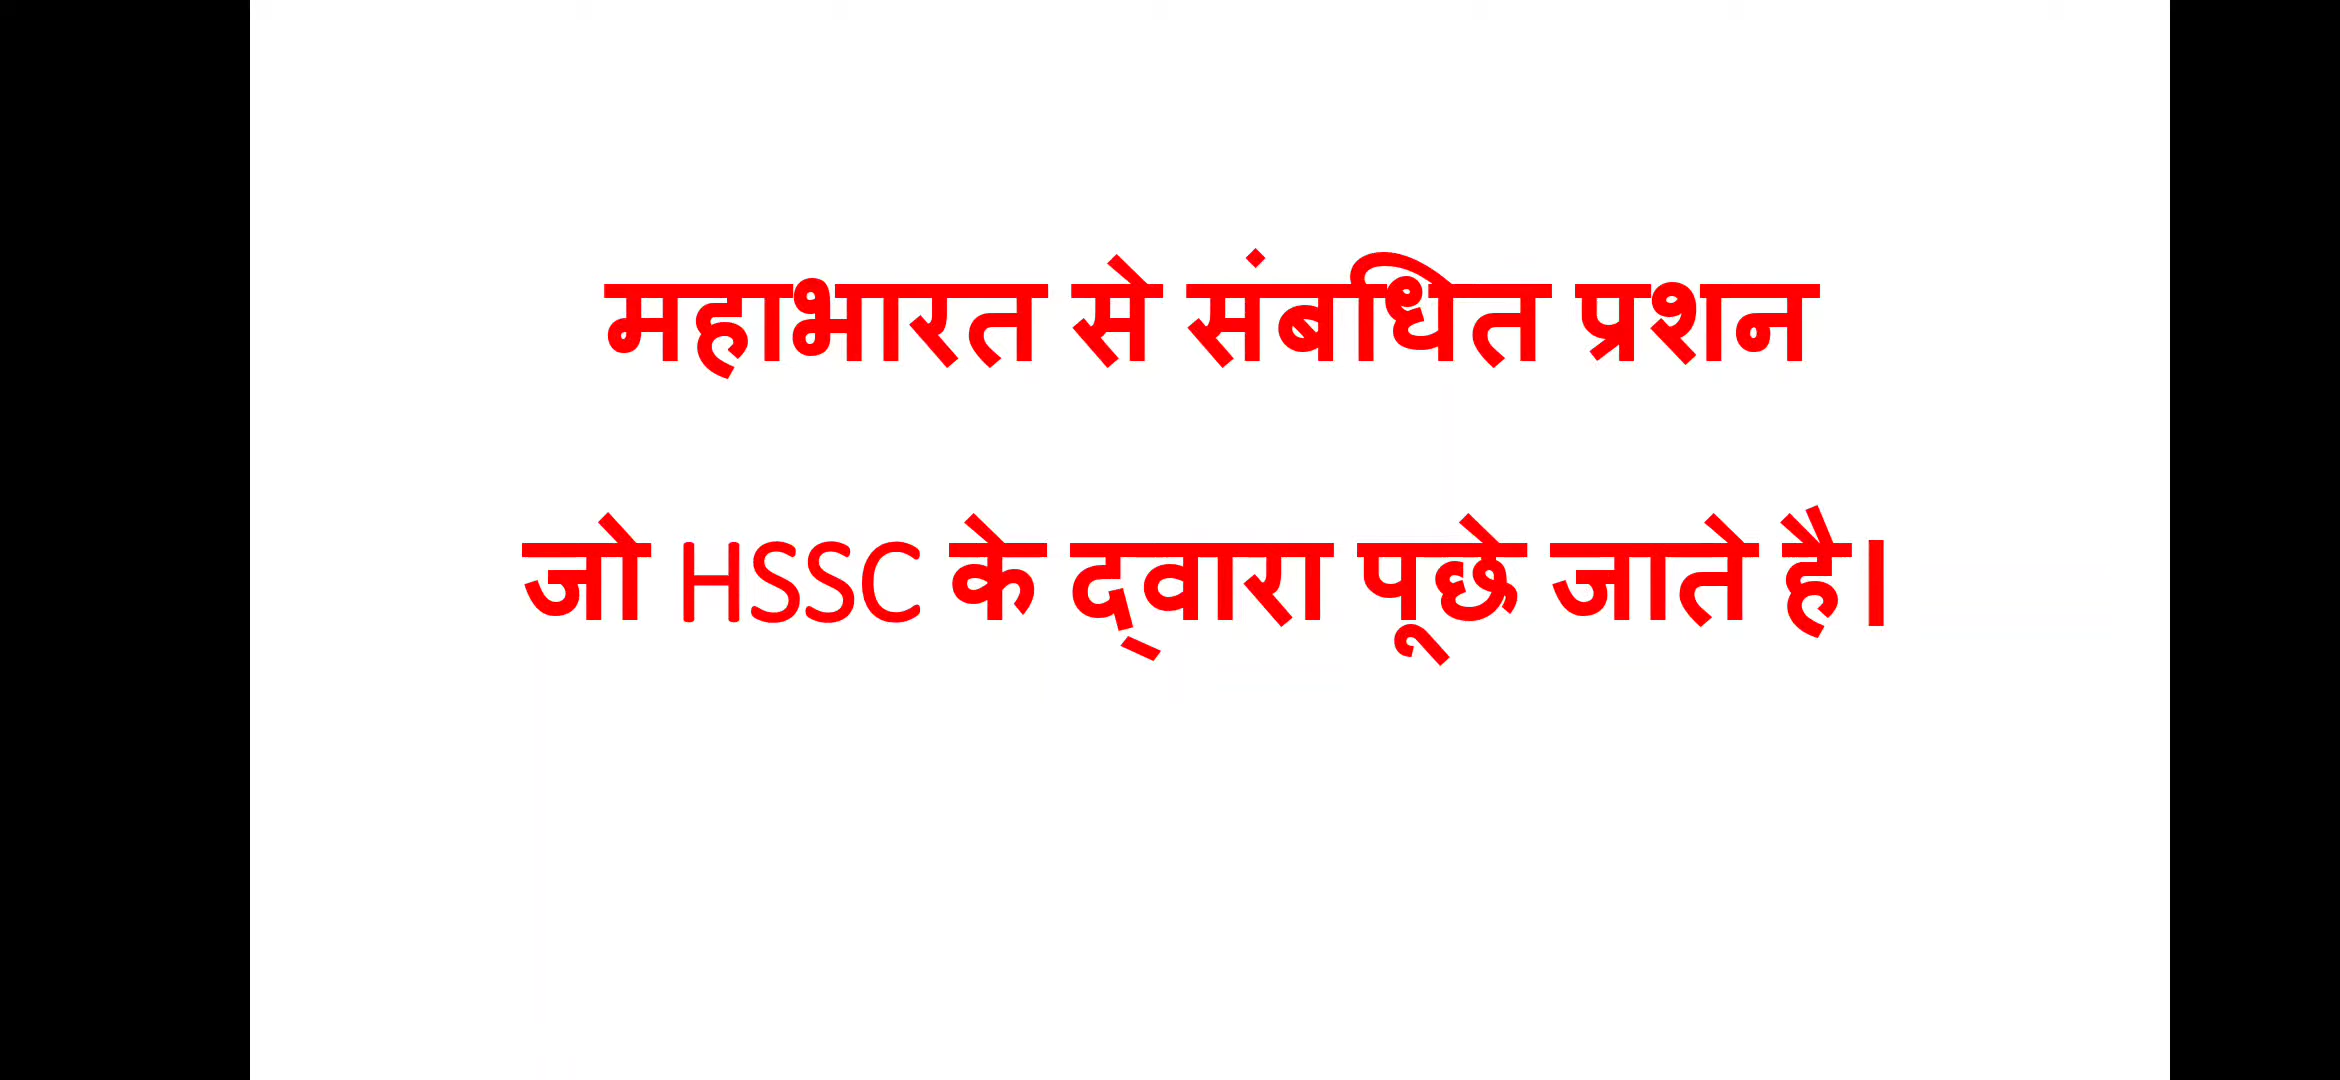 महाभारत से संबधित प्रशन
जो HSSC के द्वारा पूछे जाते है।